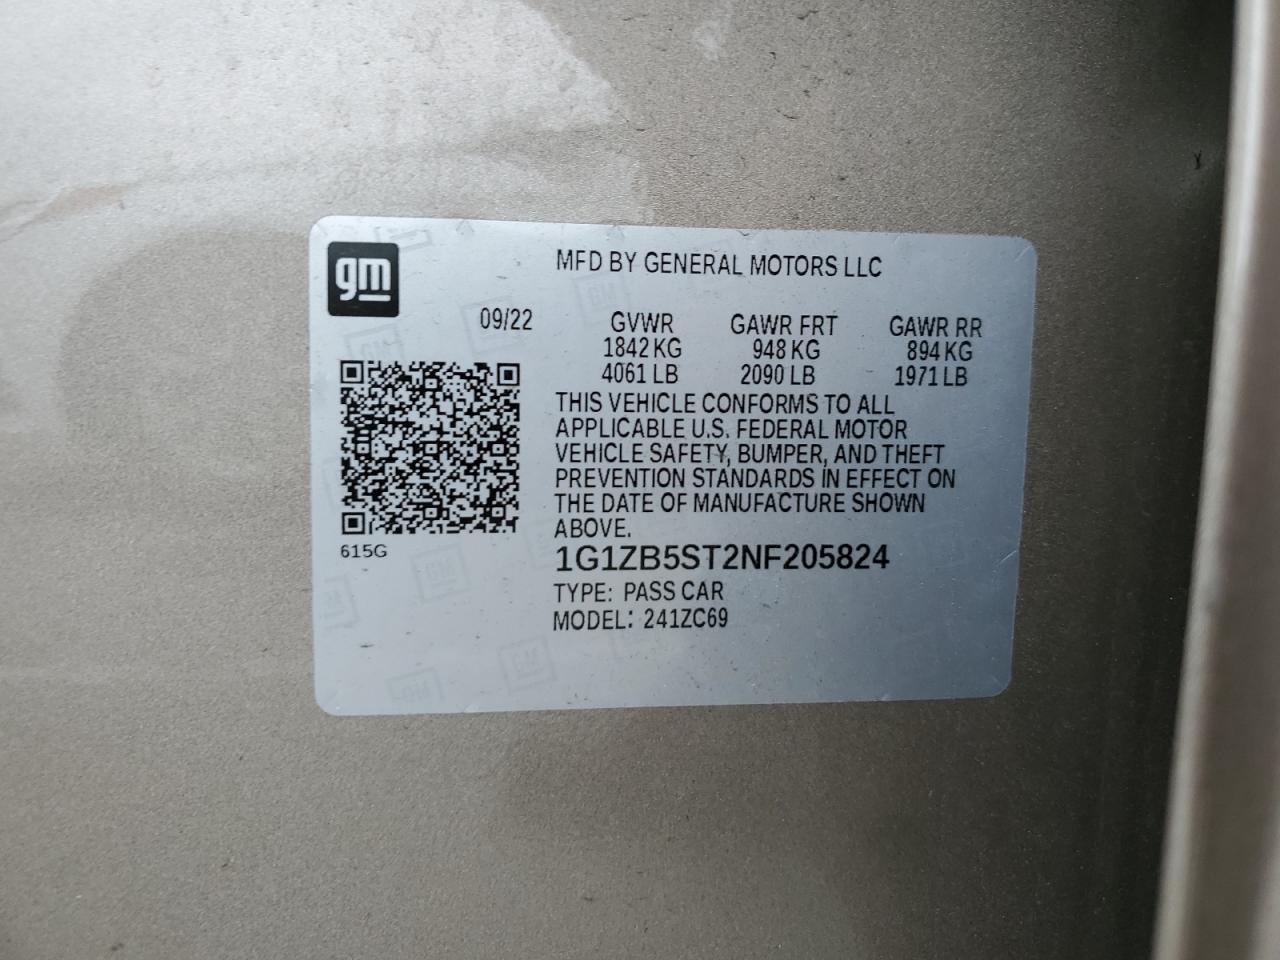 gm
MFD BY GENERAL MOTORS LLC
09/22
GVWR GAWR FRT GAWR RR
1842 KG 948 KG 894 KG
4061 LB 2090 LB 1971 LB
THIS VEHICLE CONFORMS TO ALL
APPLICABLE U.S. FEDERAL MOTOR
VEHICLE SAFETY, BUMPER, AND THEFT
PREVENTION STANDARDS IN EFFECT ON
THE DATE OF MANUFACTURE SHOWN
ABOVE.
615G
1G1ZB5ST2NF205824
TYPE: PASS CAR
MODEL: 241ZC69